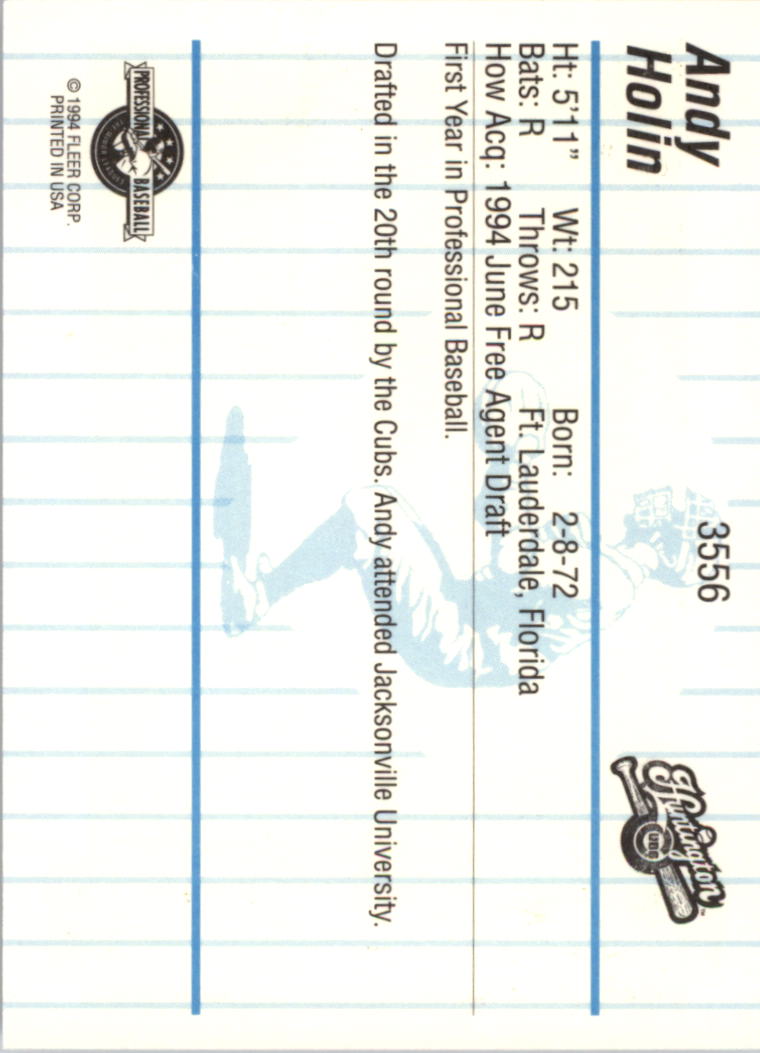 Andy
Holin
3556
Huntington
CUBS
Ht: 5'11" Wt: 215 Born: 2-8-72
Bats: R Throws: R Ft. Lauderdale, Florida
How Acq: 1994 June Free Agent Draft
First Year in Professional Baseball.
Drafted in the 20th round by the Cubs. Andy attended Jacksonville University.
PROFESSIONAL BASEBALL
© 1994 FLEER CORP.
PRINTED IN USA